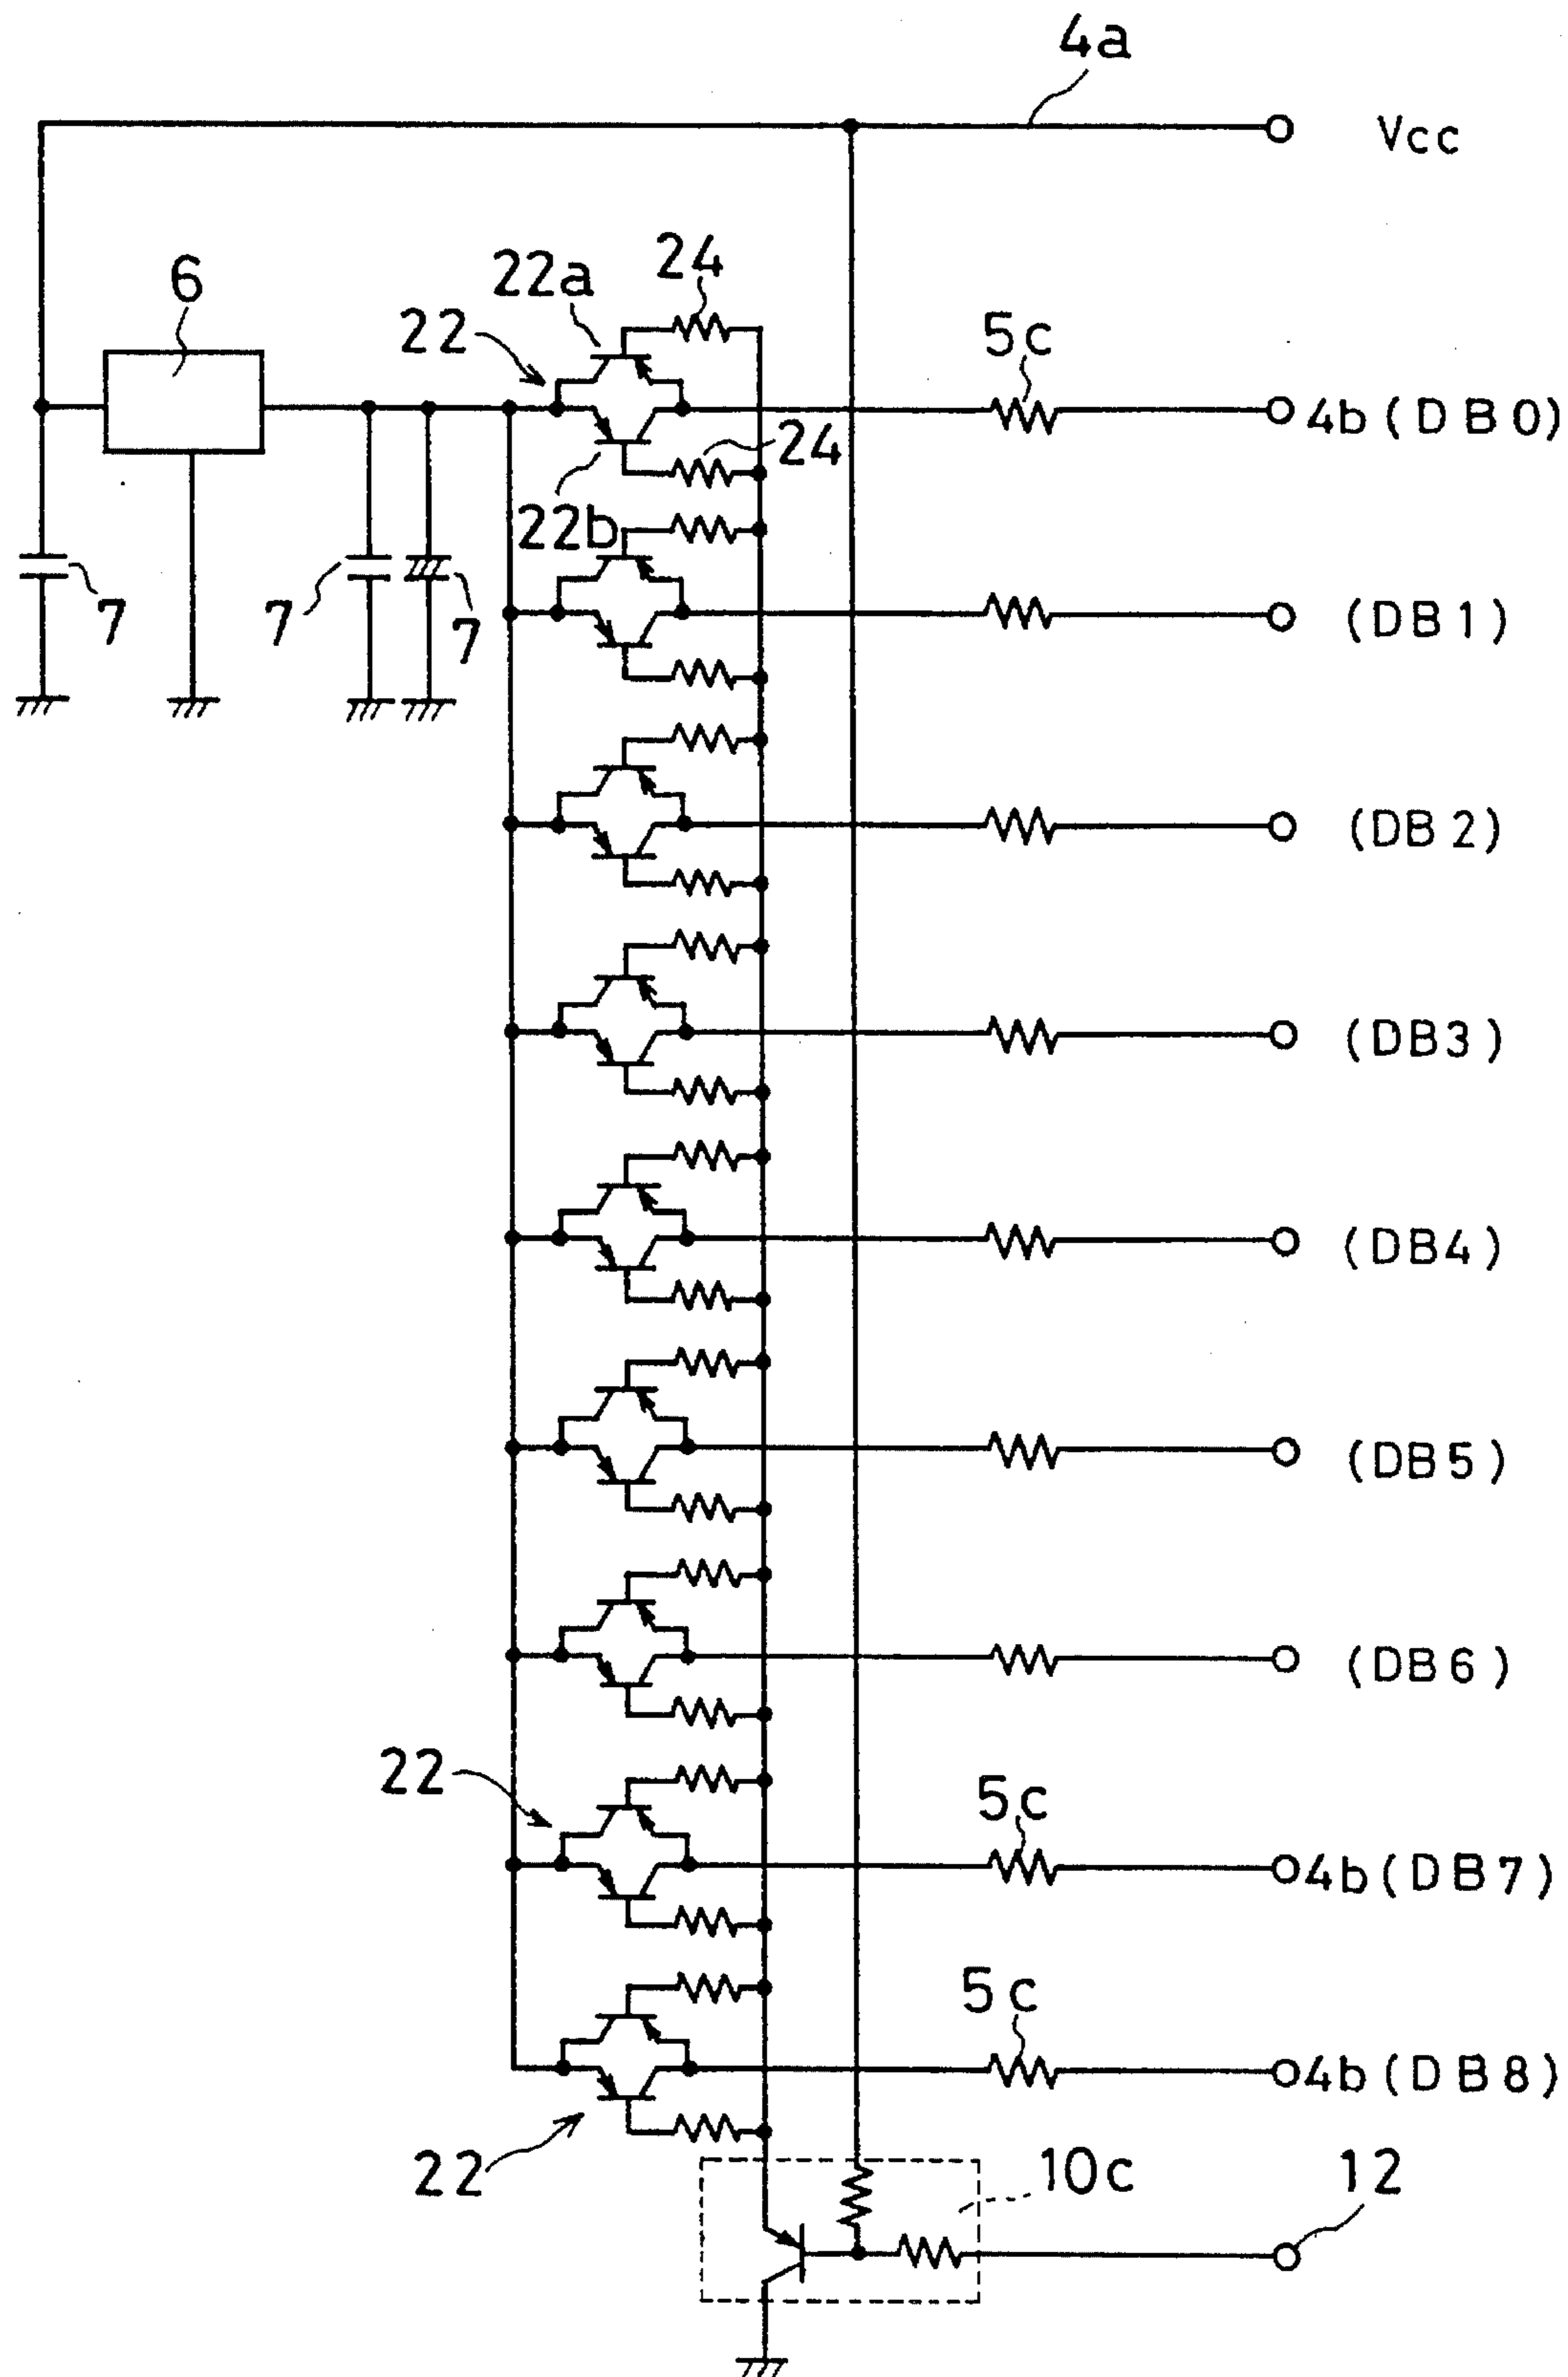 4a
Vcc
6
22a
24
22
5c
4b (DB0)
24
22b
7
7
7
(DB1)
(DB2)
(DB3)
(DB4)
(DB5)
(DB6)
22
5c
4b (DB7)
5c
4b (DB8)
22
10c
12